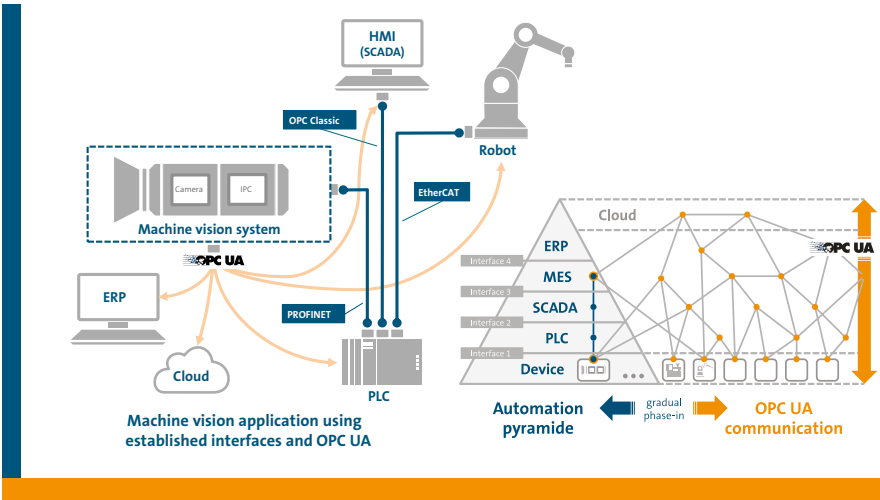 HMI
(SCADA)
OPC Classic
Robot
EtherCAT
Camera
IPC
Machine vision system
OPC UA
ERP
PROFINET
Cloud
PLC
Machine vision application using
established interfaces and OPC UA
Cloud
OPC UA
ERP
Interface 4
MES
Interface 3
SCADA
Interface 2
PLC
Interface 1
Device
Automation
pyramide
gradual
phase-in
OPC UA
communication